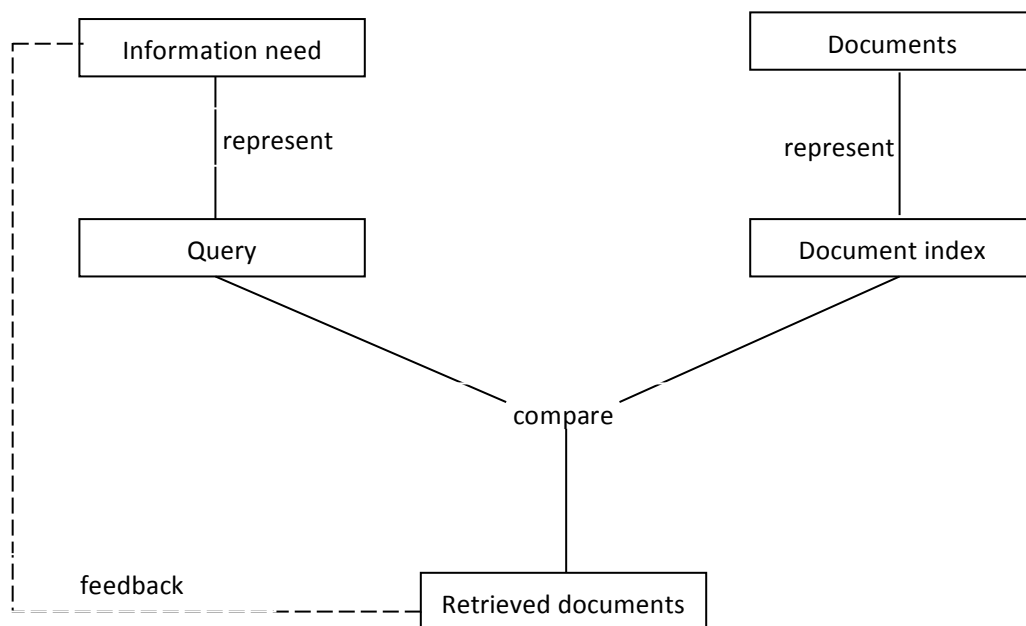 Information need
Documents
represent
represent
Query
Document index
compare
feedback
Retrieved documents